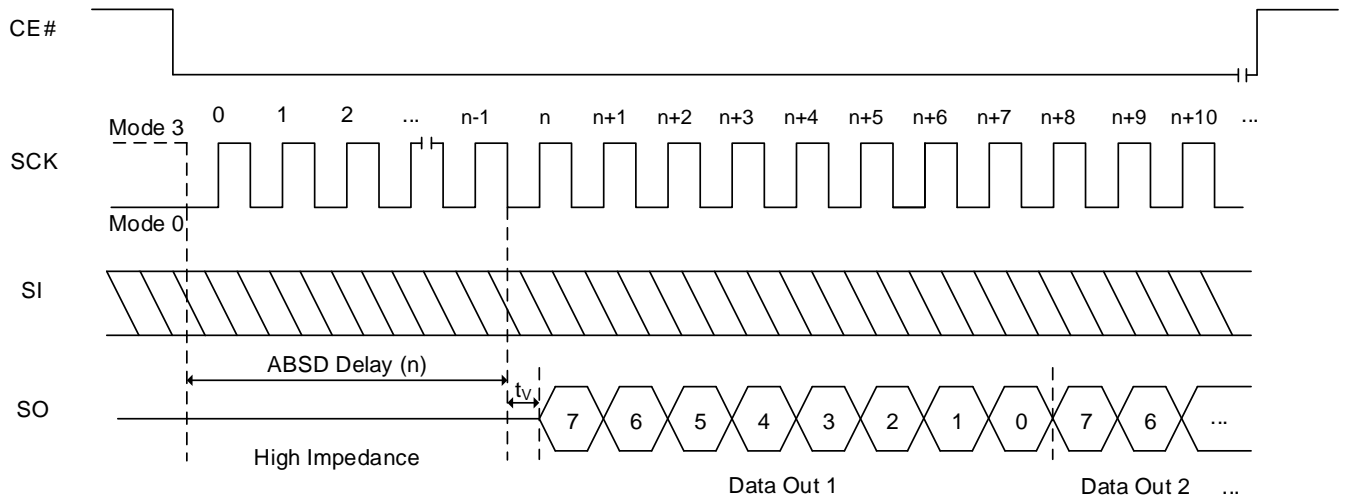 CE#
0 1 2 ... n-1 n n+1 n+2 n+3 n+4 n+5 n+6 n+7 n+8 n+9 n+10 ...
Mode 3
SCK
Mode 0
SI
ABSD Delay (n)
tV
SO
7 6 5 4 3 2 1 0 7 6 ...
High Impedance
Data Out 1 Data Out 2 ...